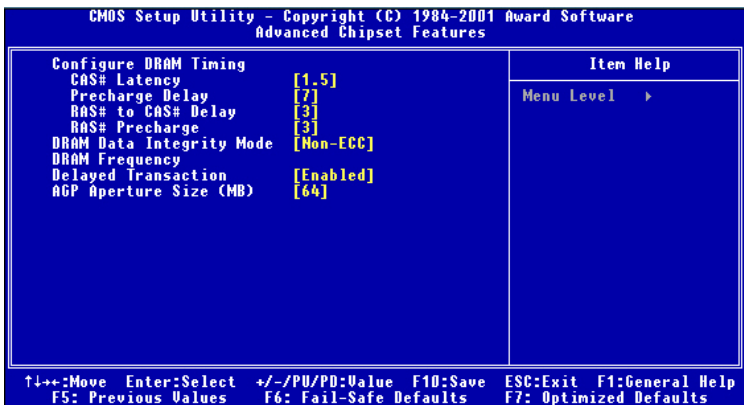 CMOS Setup Utility - Copyright (C) 1984-2001 Award Software
Advanced Chipset Features
Configure DRAM Timing
CAS# Latency [1.5]
Precharge Delay [7]
RAS# to CAS# Delay [3]
RAS# Precharge [3]
DRAM Data Integrity Mode [Non-ECC]
DRAM Frequency
Delayed Transaction [Enabled]
AGP Aperture Size (MB) [64]
Item Help
Menu Level ▸
↑↓→←:Move Enter:Select +/-/PU/PD:Value F10:Save ESC:Exit F1:General Help
F5: Previous Values F6: Fail-Safe Defaults F7: Optimized Defaults